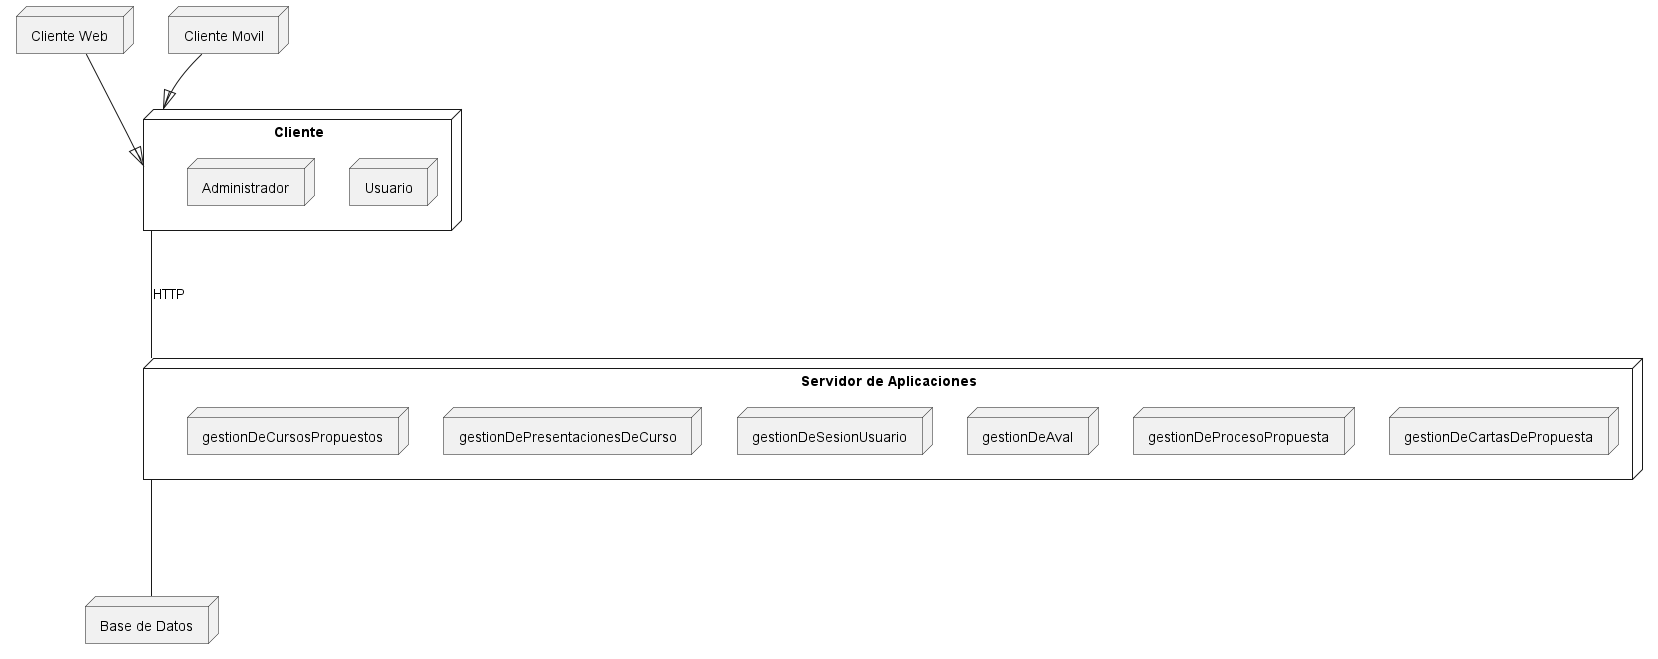 Cliente Web
Cliente Movil
Cliente
Administrador
Usuario
HTTP
Servidor de Aplicaciones
gestionDeCursosPropuestos
gestionDePresentacionesDeCurso
gestionDeSesionUsuario
gestionDeAval
gestionDeProcesoPropuesta
gestionDeCartasDePropuesta
Base de Datos